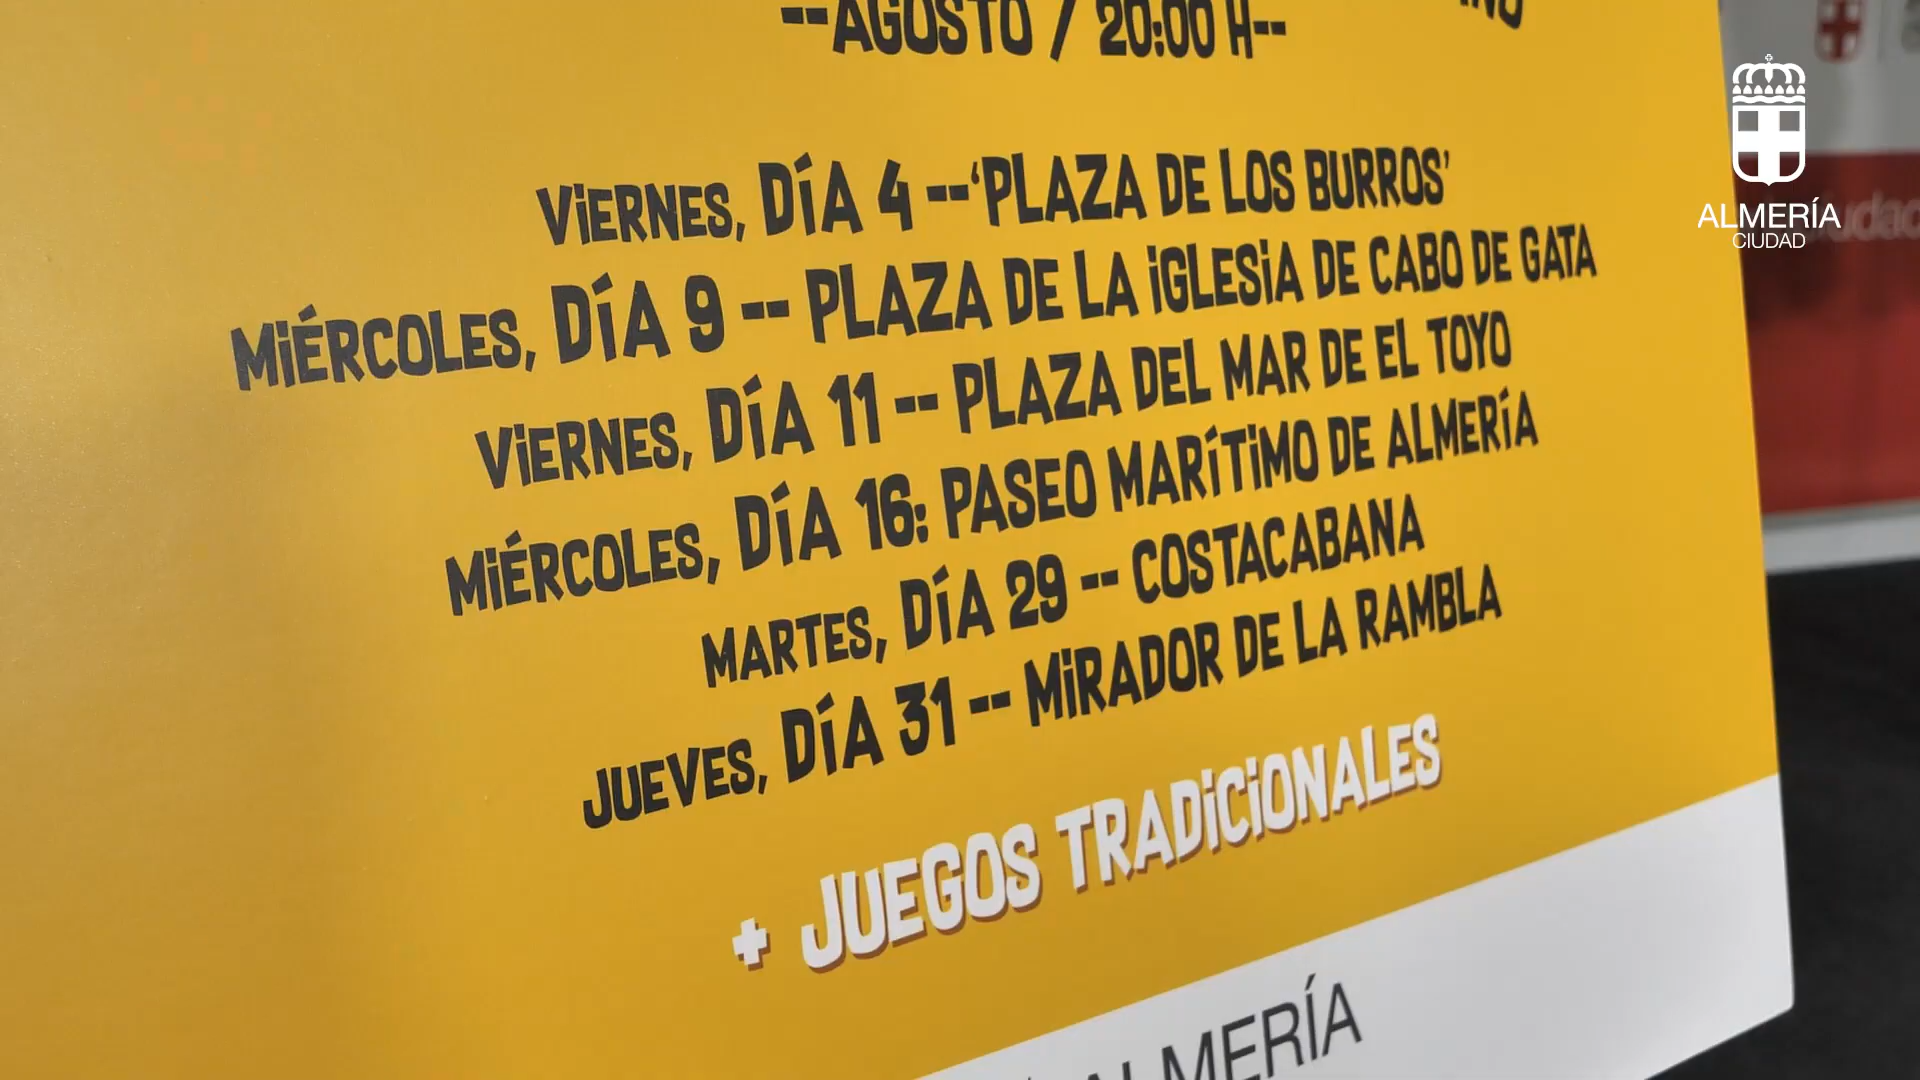 --AGOSTO / 20:00 H--
VIERNES, DÍA 4 --'PLAZA DE LOS BURROS'
MIÉRCOLES, DÍA 9 -- PLAZA DE LA IGLESIA DE CABO DE GATA
VIERNES, DÍA 11 -- PLAZA DEL MAR DE EL TOYO
MIÉRCOLES, DÍA 16: PASEO MARÍTIMO DE ALMERÍA
MARTES, DÍA 29 -- COSTACABANA
JUEVES, DÍA 31 -- MIRADOR DE LA RAMBLA
+ JUEGOS TRADICIONALES
ALMERÍA
ALMERÍA
CIUDAD